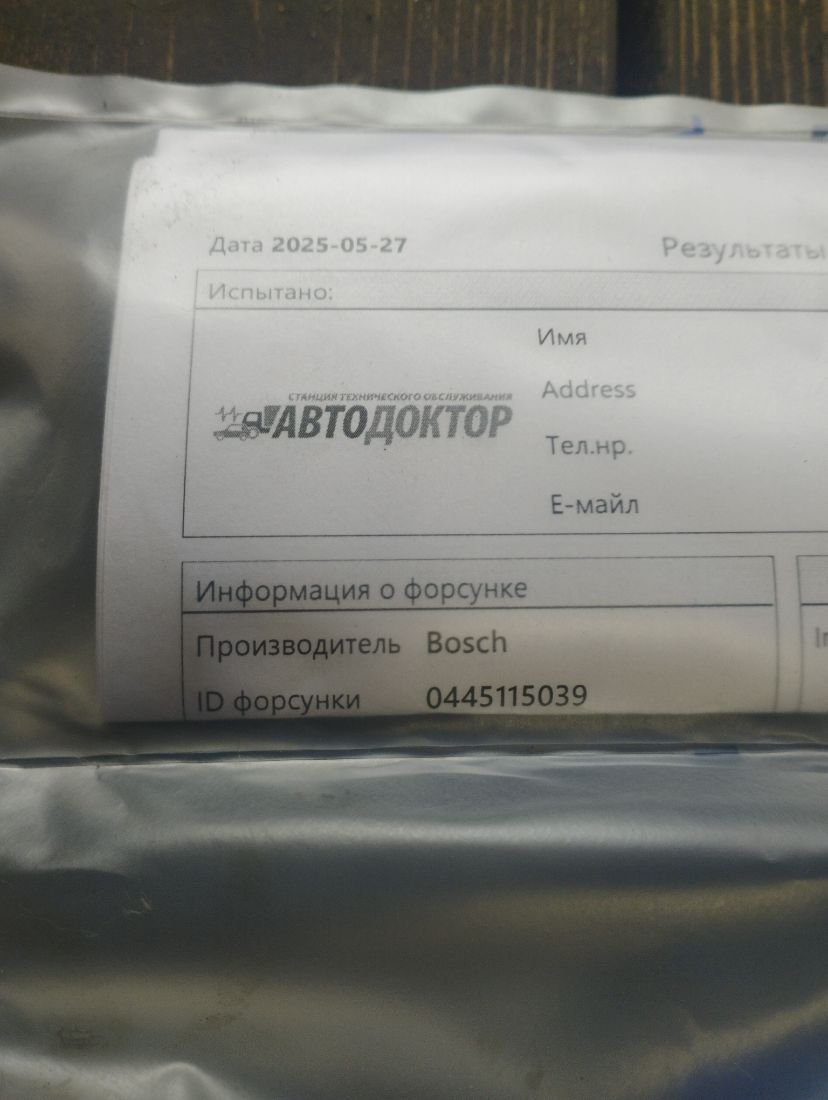 Дата 2025-05-27 Результаты
Испытано:
Имя
СТАНЦИЯ ТЕХНИЧЕСКОГО ОБСЛУЖИВАНИЯ
АВТОДОКТОР
Address
Тел.нр.
Е-майл
Информация о форсунке
Производитель Bosch
ID форсунки 0445115039